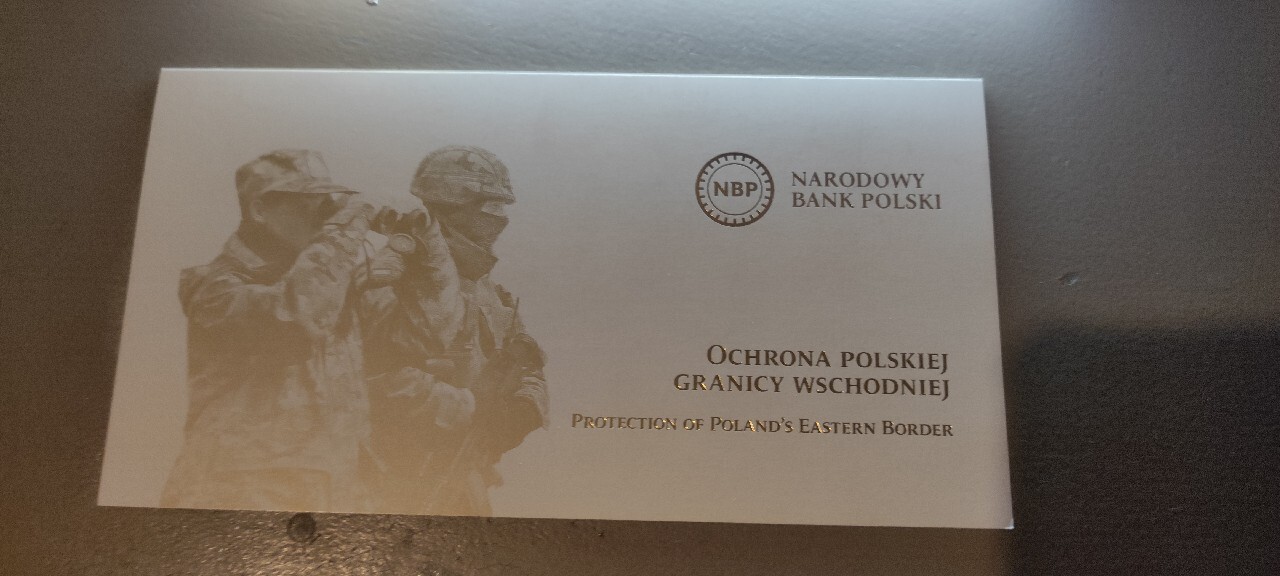 NBP
NARODOWY
BANK POLSKI
OCHRONA POLSKIEJ
GRANICY WSCHODNIEJ
PROTECTION OF POLAND'S EASTERN BORDER